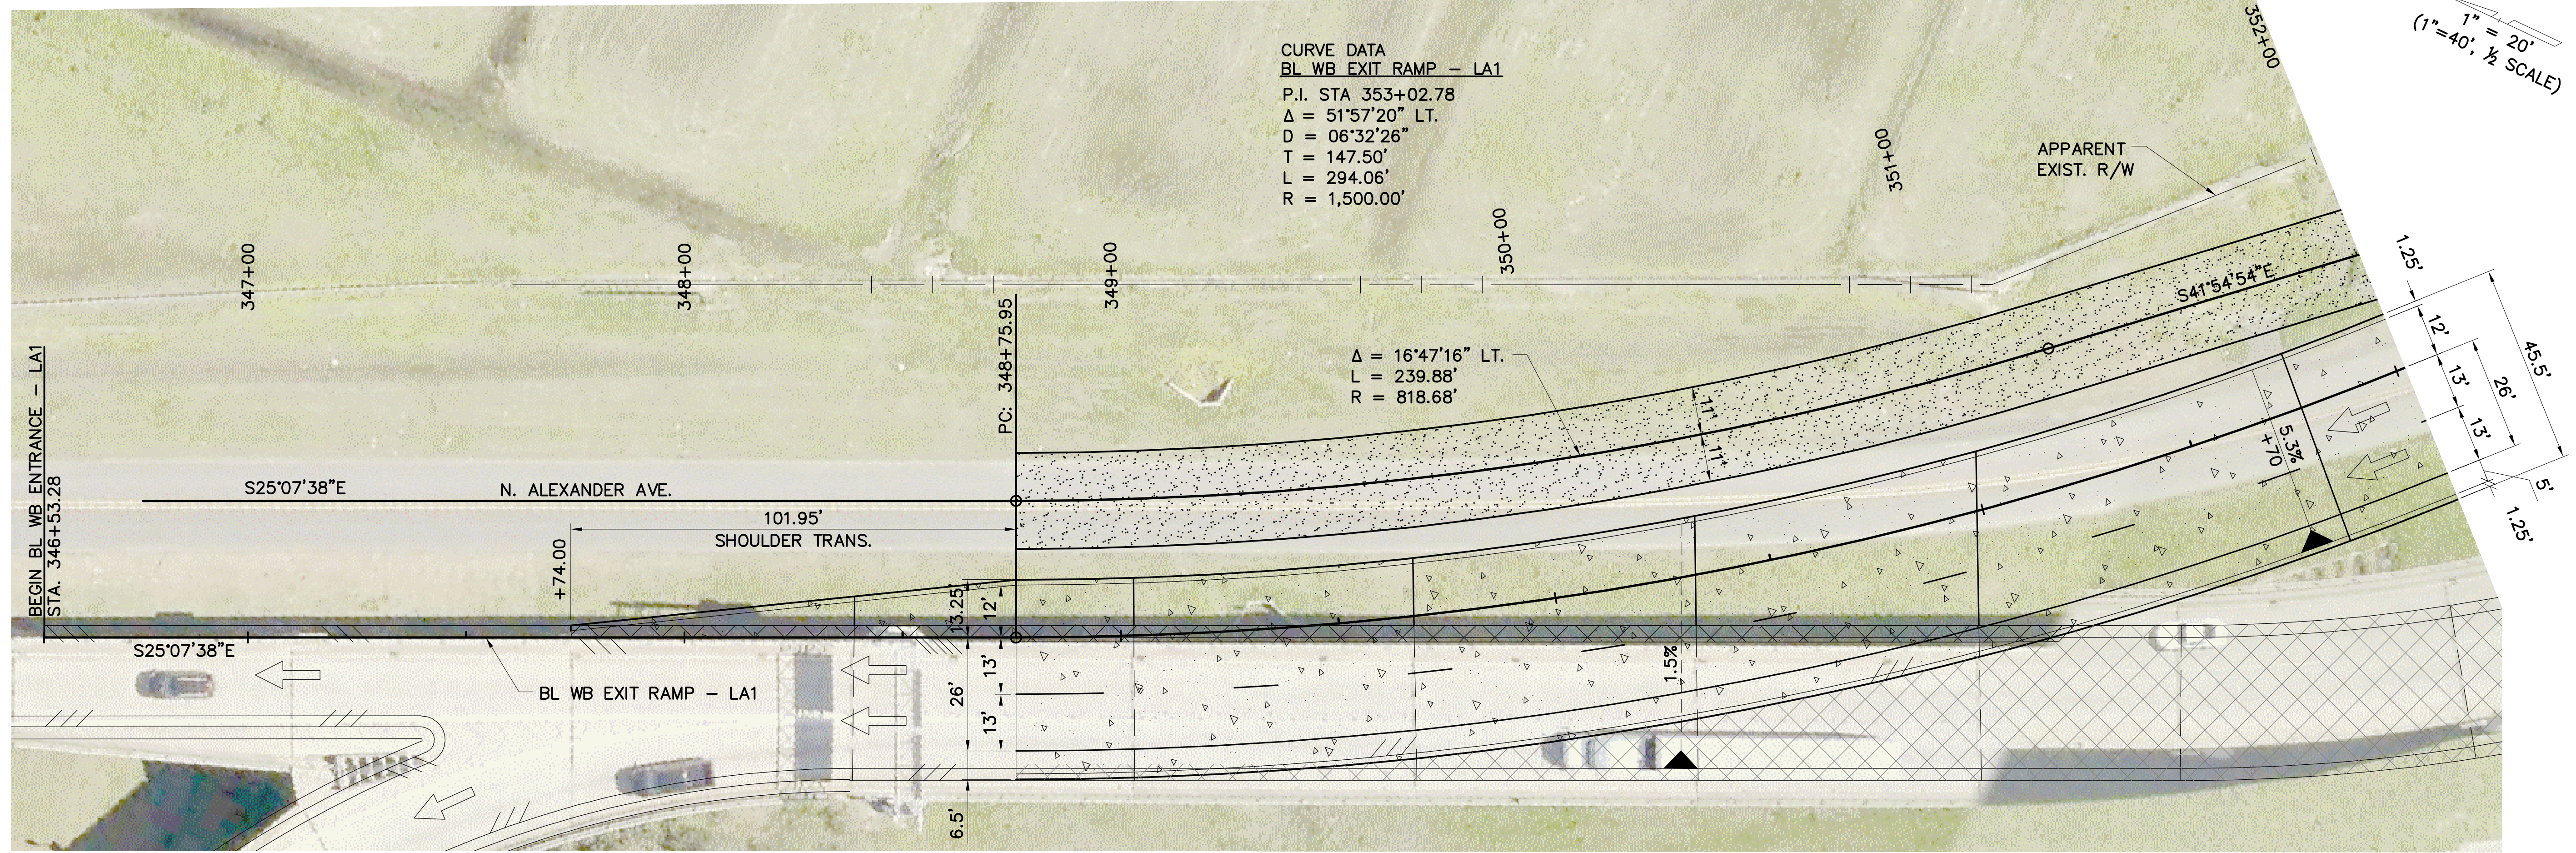 CURVE DATA
BL WB EXIT RAMP – LA1
P.I. STA 353+02.78
Δ = 51°57'20" LT.
D = 06°32'26"
T = 147.50'
L = 294.06'
R = 1,500.00'
352+00
1" = 20'
(1"=40', ½ SCALE)
351+00
APPARENT
EXIST. R/W
347+00
348+00
349+00
350+00
S41°54'54"E
BEGIN BL WB ENTRANCE – LA1
STA. 346+53.28
PC: 348+75.95
Δ = 16°47'16" LT.
L = 239.88'
R = 818.68'
11'
11'
S25°07'38"E
N. ALEXANDER AVE.
101.95'
SHOULDER TRANS.
+74.00
13.25'
12'
S25°07'38"E
BL WB EXIT RAMP – LA1
26'
13'
13'
6.5'
1.5%
5.3%
+70
1.25'
12'
13'
13'
26'
45.5'
5'
1.25'